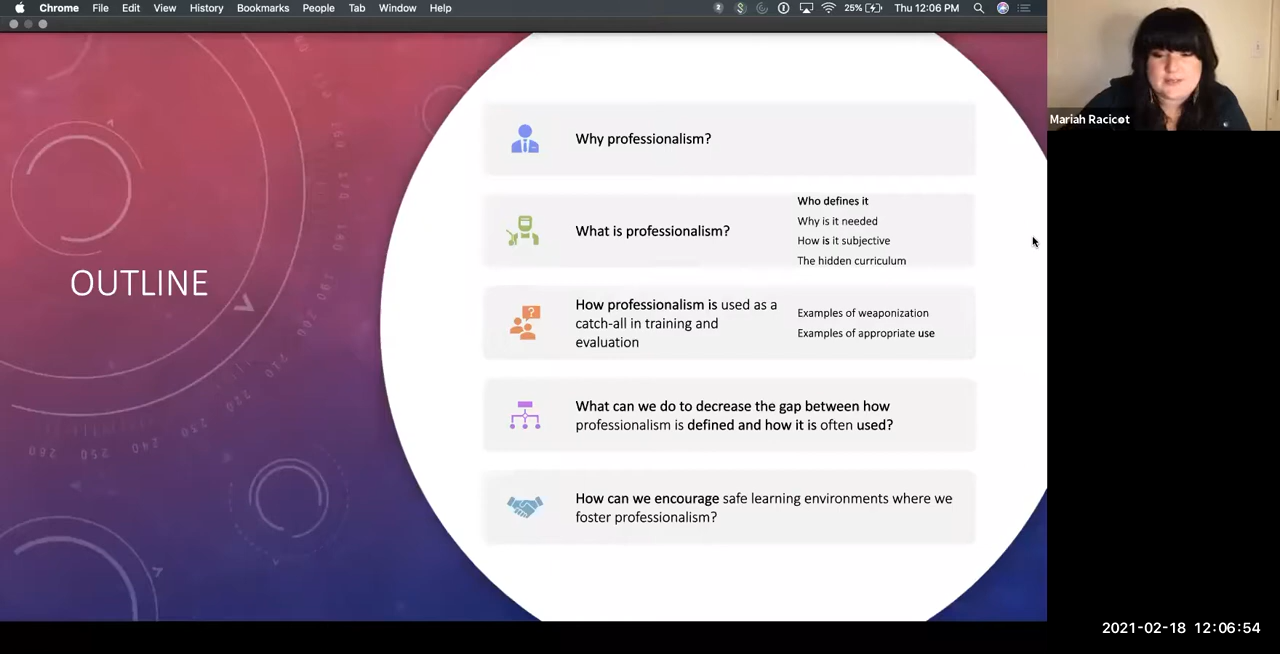 Chrome File Edit View History Bookmarks People Tab Window Help
25% Thu 12:06 PM
Mariah Racicot
OUTLINE
Why professionalism?
What is professionalism?
Who defines it
Why is it needed
How is it subjective
The hidden curriculum
How professionalism is used as a
catch-all in training and
evaluation
Examples of weaponization
Examples of appropriate use
What can we do to decrease the gap between how
professionalism is defined and how it is often used?
How can we encourage safe learning environments where we
foster professionalism?
2021-02-18 12:06:54